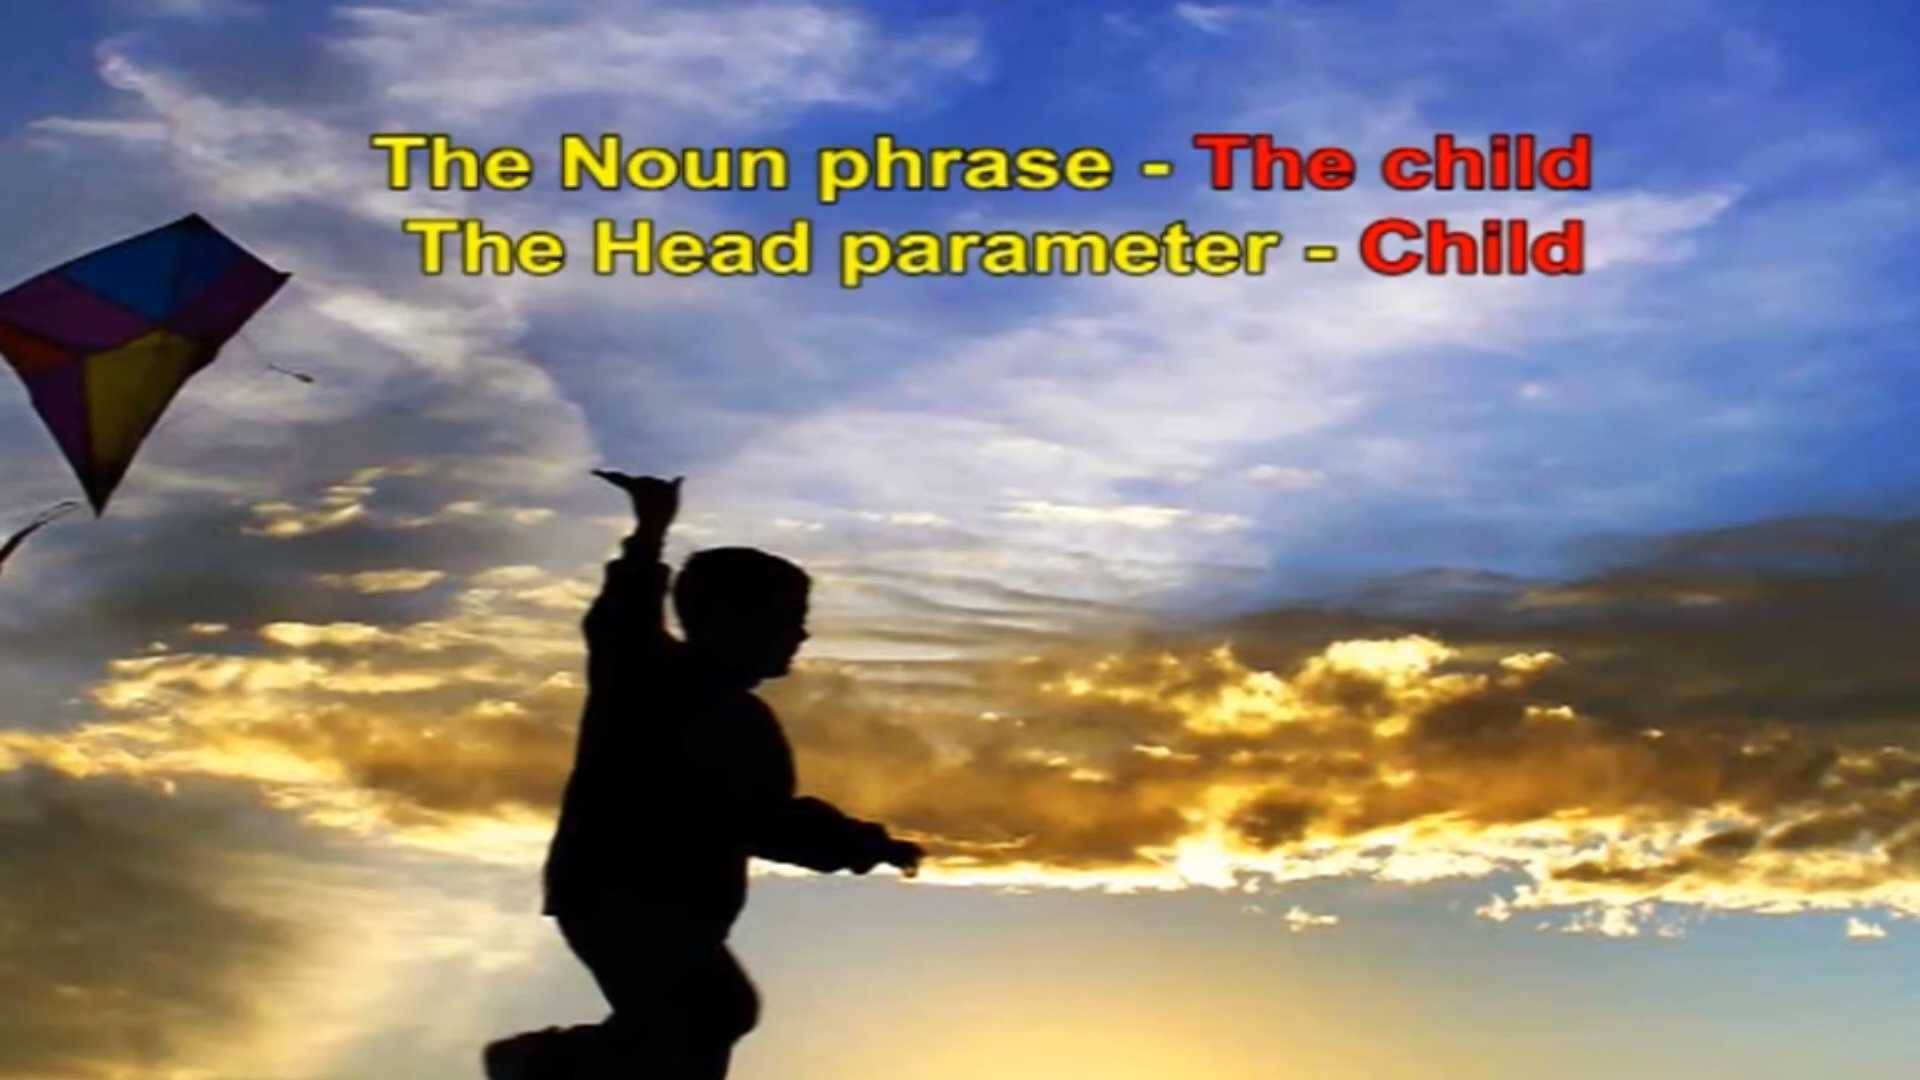 The Noun phrase - The child
The Head parameter - Child